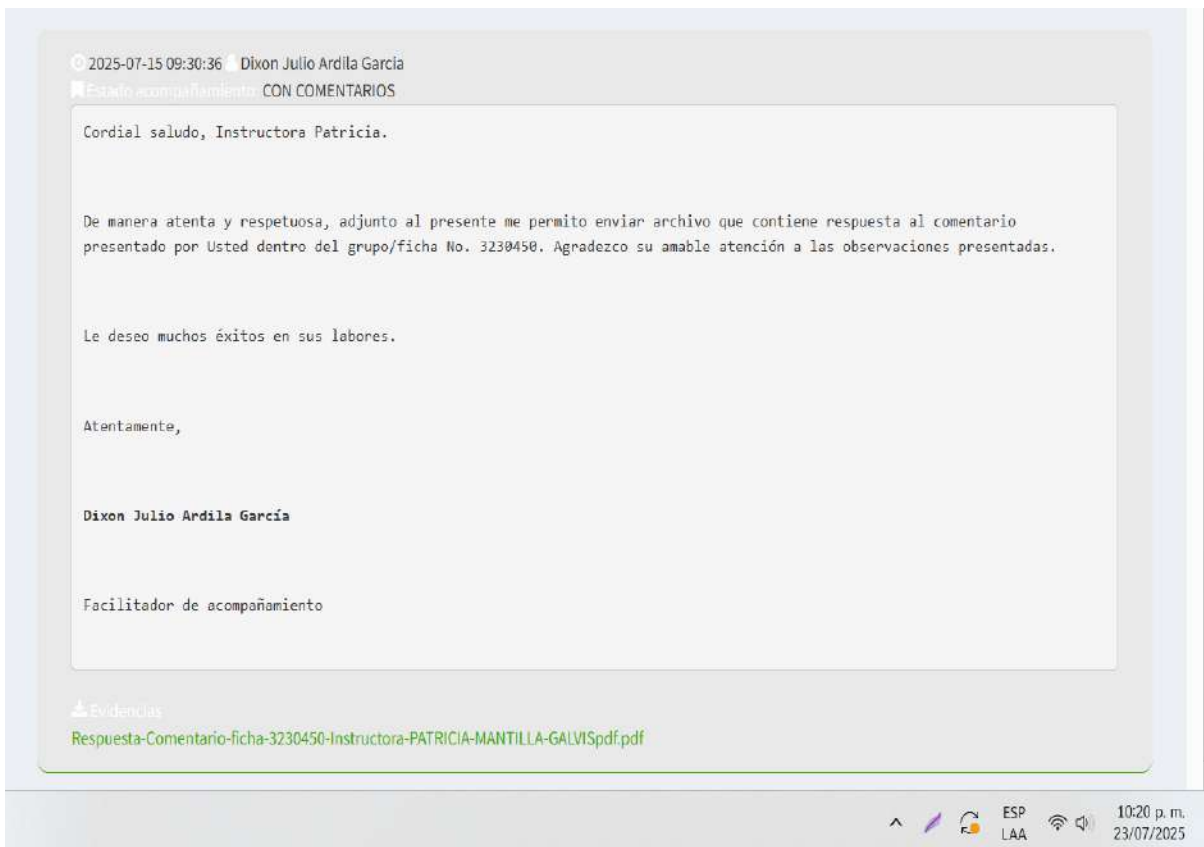 2025-07-15 09:30:36 Dixon Julio Ardila Garcia
Estado acompañamiento: CON COMENTARIOS
Cordial saludo, Instructora Patricia.
De manera atenta y respetuosa, adjunto al presente me permito enviar archivo que contiene respuesta al comentario
presentado por Usted dentro del grupo/ficha No. 3230450. Agradezco su amable atención a las observaciones presentadas.
Le deseo muchos éxitos en sus labores.
Atentamente,
Dixon Julio Ardila García
Facilitador de acompañamiento
Evidencias
Respuesta-Comentario-ficha-3230450-Instructora-PATRICIA-MANTILLA-GALVISpdf.pdf
ESP
LAA
10:20 p. m.
23/07/2025